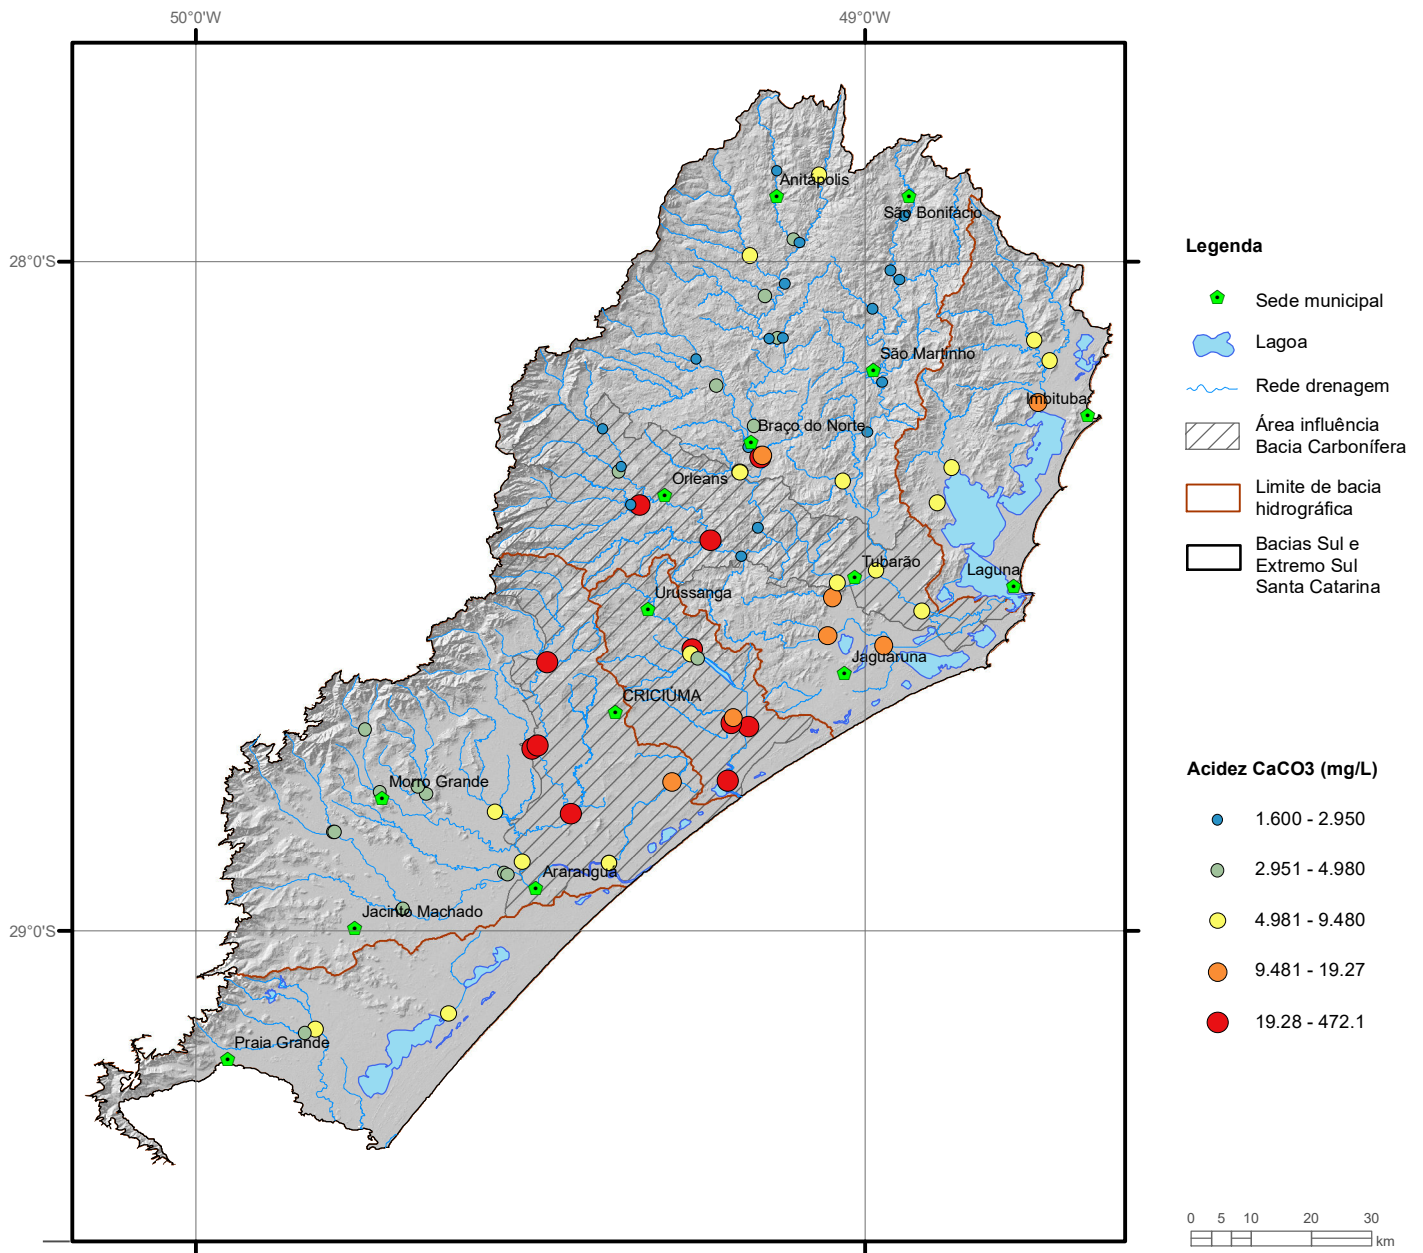 50°0'W
49°0'W
28°0'S
29°0'S
Anitápolis
São Bonifácio
São Martinho
Imbituba
Braço do Norte
Orleans
Tubarão
Laguna
Urussanga
Jaguaruna
CRICIÚMA
Morro Grande
Araranguá
Jacinto Machado
Praia Grande
Legenda
Sede municipal
Lagoa
Rede drenagem
Área influência
Bacia Carbonífera
Limite de bacia
hidrográfica
Bacias Sul e
Extremo Sul
Santa Catarina
Acidez CaCO3 (mg/L)
1.600 - 2.950
2.951 - 4.980
4.981 - 9.480
9.481 - 19.27
19.28 - 472.1
0 5 10 20 30
km